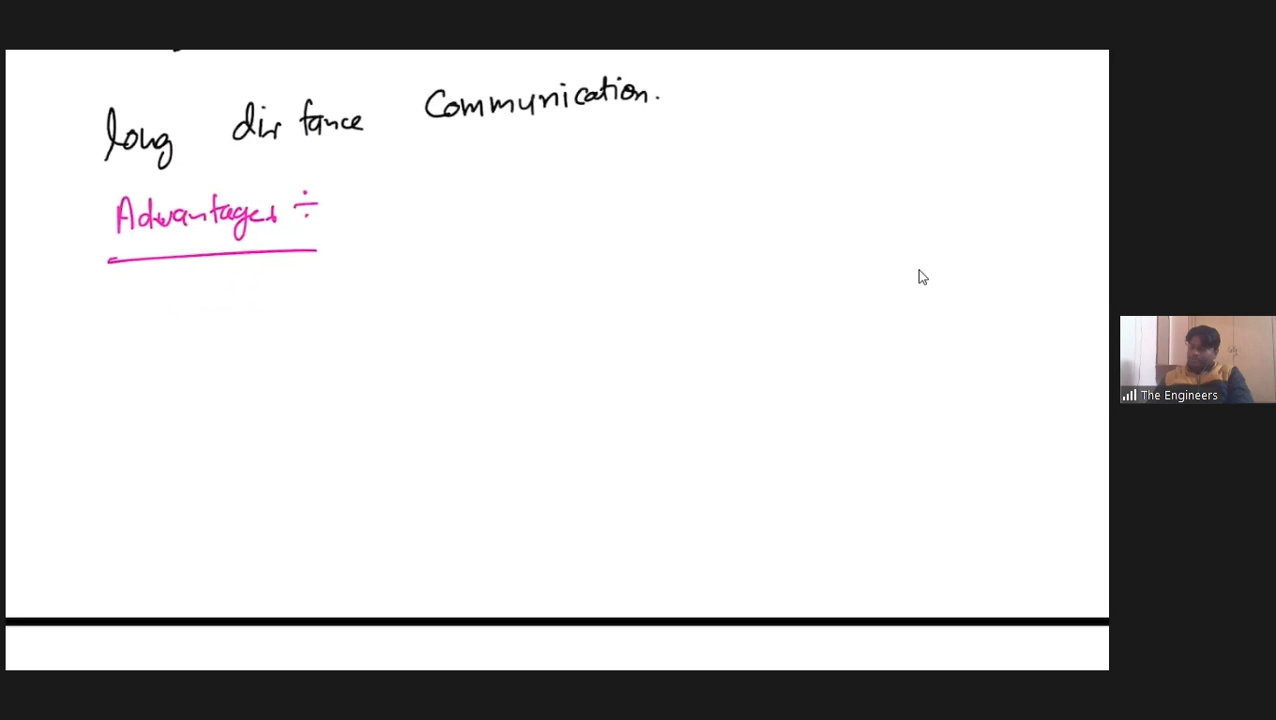 long distance Communication.
Advantages ÷
The Engineers